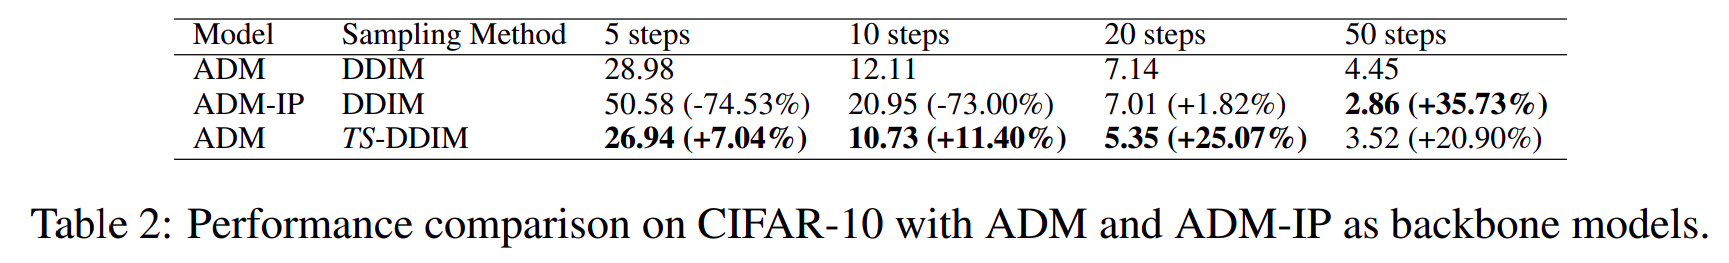 Model Sampling Method 5 steps 10 steps 20 steps 50 steps
ADM DDIM 28.98 12.11 7.14 4.45
ADM-IP DDIM 50.58 (-74.53%) 20.95 (-73.00%) 7.01 (+1.82%) 2.86 (+35.73%)
ADM TS-DDIM 26.94 (+7.04%) 10.73 (+11.40%) 5.35 (+25.07%) 3.52 (+20.90%)
Table 2: Performance comparison on CIFAR-10 with ADM and ADM-IP as backbone models.